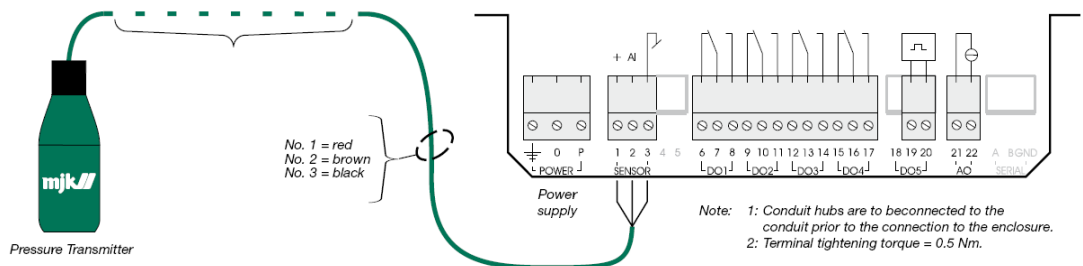 + AI
0 P
1 2 3 4 5
6 7 8 9 10 11 12 13 14 15 16 17
18 19 20
21 22
A B GND
POWER
SENSOR
DO1
DO2
DO3
DO4
DO5
AO
SERIAL
No. 1 = red
No. 2 = brown
No. 3 = black
mjk
Pressure Transmitter
Power
supply
Note: 1: Conduit hubs are to beconnected to the
conduit prior to the connection to the enclosure.
2: Terminal tightening torque = 0.5 Nm.